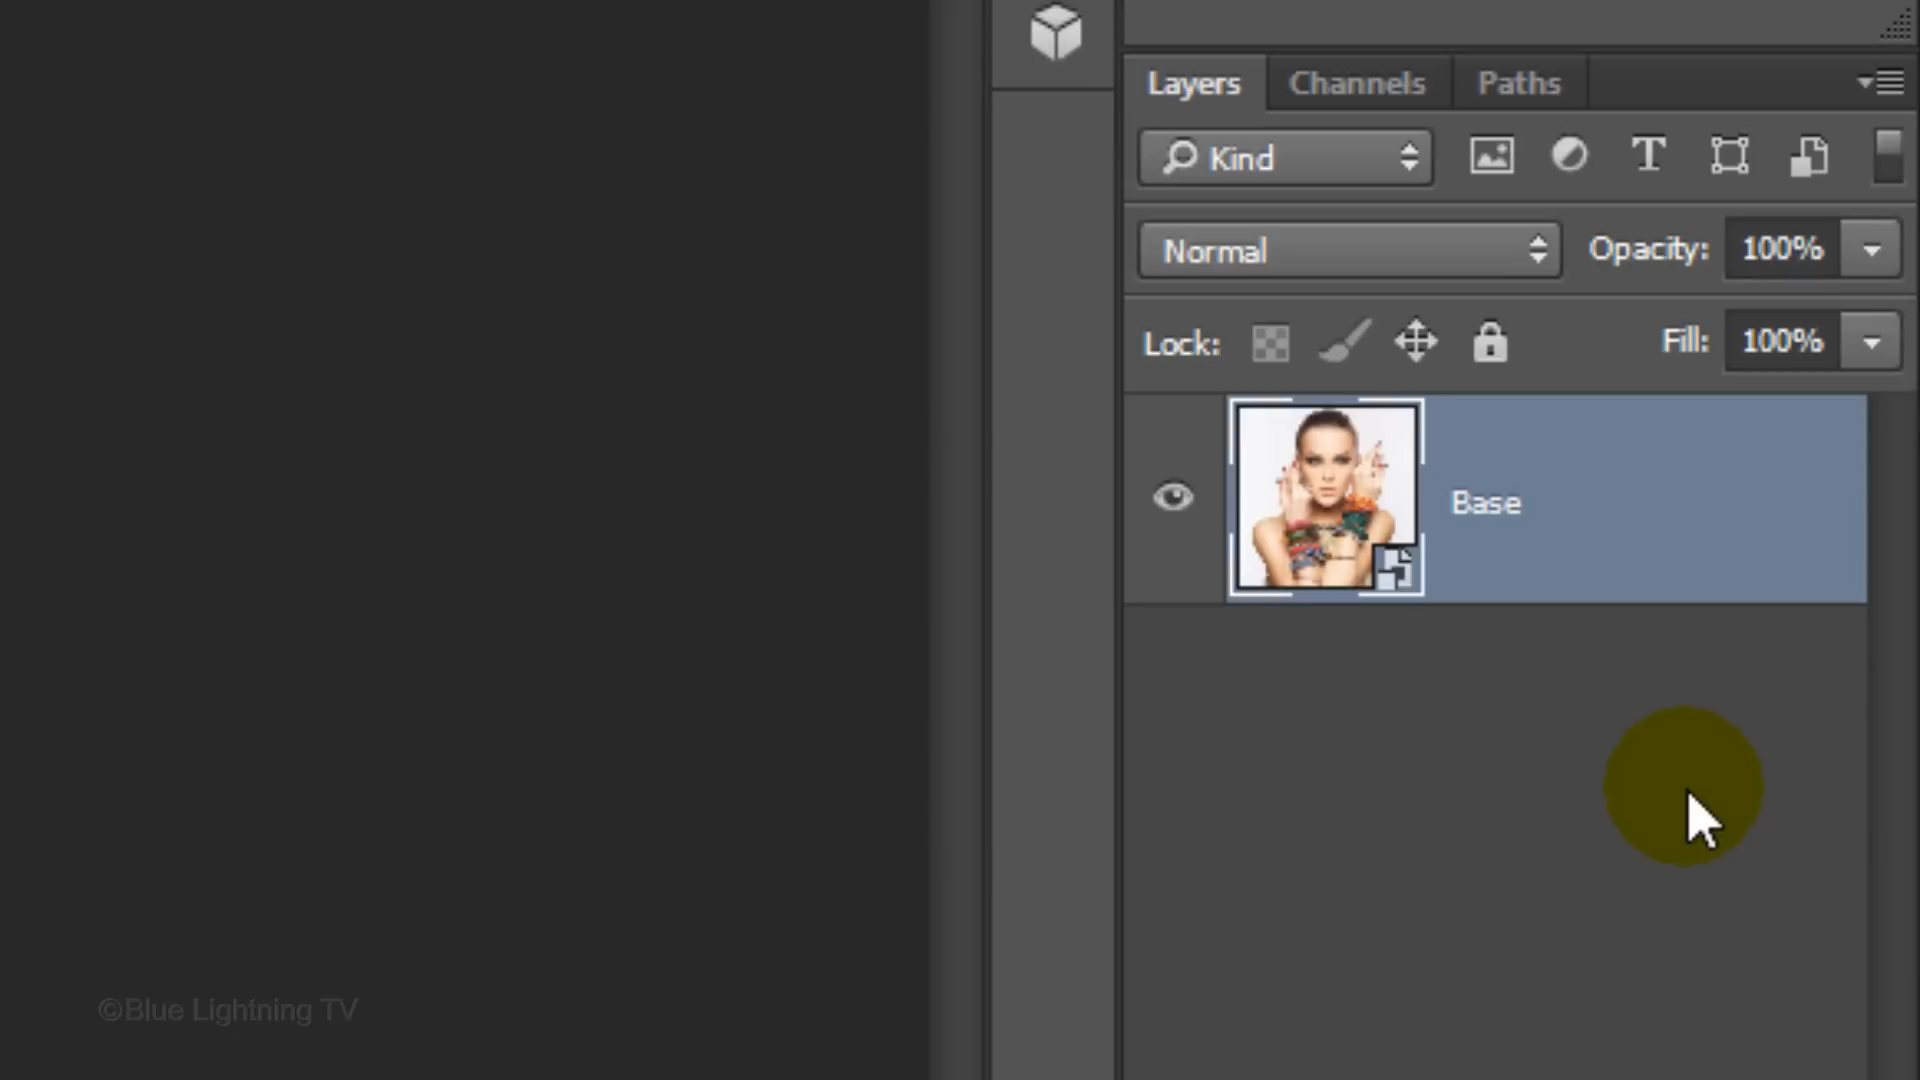 Layers Channels Paths
Kind
Normal Opacity: 100%
Lock: Fill: 100%
Base
©Blue Lightning TV